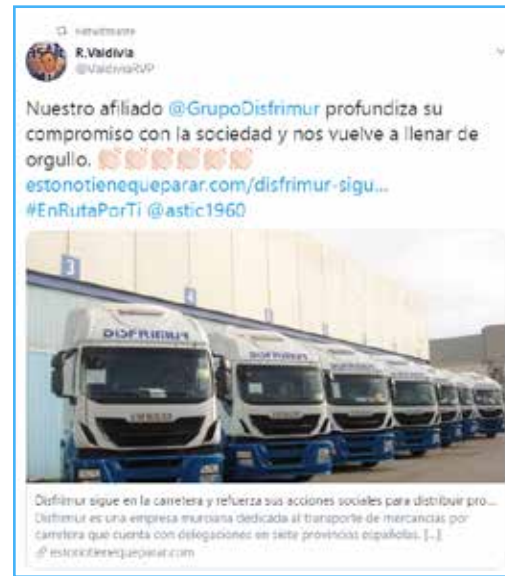 R.Valdivia
@ValdiviaRVP
Nuestro afiliado @GrupoDisfrimur profundiza su
compromiso con la sociedad y nos vuelve a llenar de
orgullo. 👏🏻👏🏻👏🏻👏🏻👏🏻👏🏻
estonotienequeparar.com/disfrimur-sigu...
#EnRutaPorTi @astic1960
3
4
DISFRIMUR
DISFRIMUR
IVECO
Disfrimur sigue en la carretera y refuerza sus acciones sociales para distribuir pro...
Disfrimur es una empresa murciana dedicada al transporte de mercancías por
carretera que cuenta con delegaciones en siete provincias españolas. [...]
estonotienequeparar.com